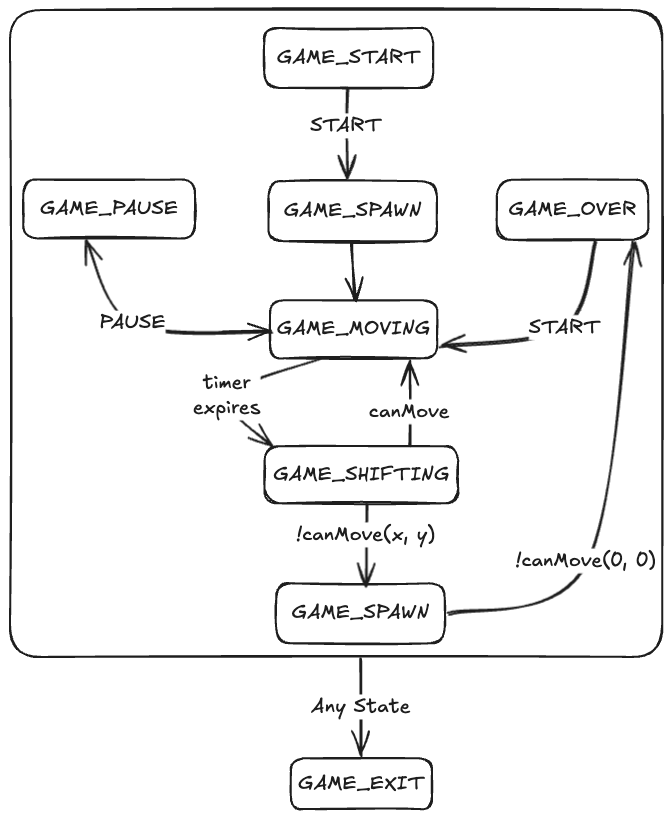 GAME_START
START
GAME_PAUSE
GAME_SPAWN
GAME_OVER
PAUSE
GAME_MOVING
START
timer
expires
canMove
GAME_SHIFTING
!canMove(x, y)
!canMove(0, 0)
GAME_SPAWN
Any State
GAME_EXIT